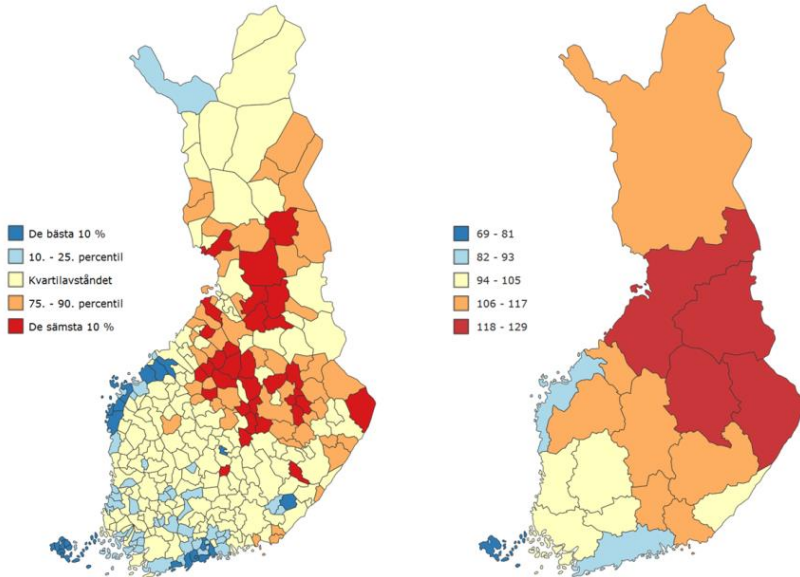 De bästa 10 %
10. - 25. percentil
Kvartilavståndet
75. - 90. percentil
De sämsta 10 %
69 - 81
82 - 93
94 - 105
106 - 117
118 - 129